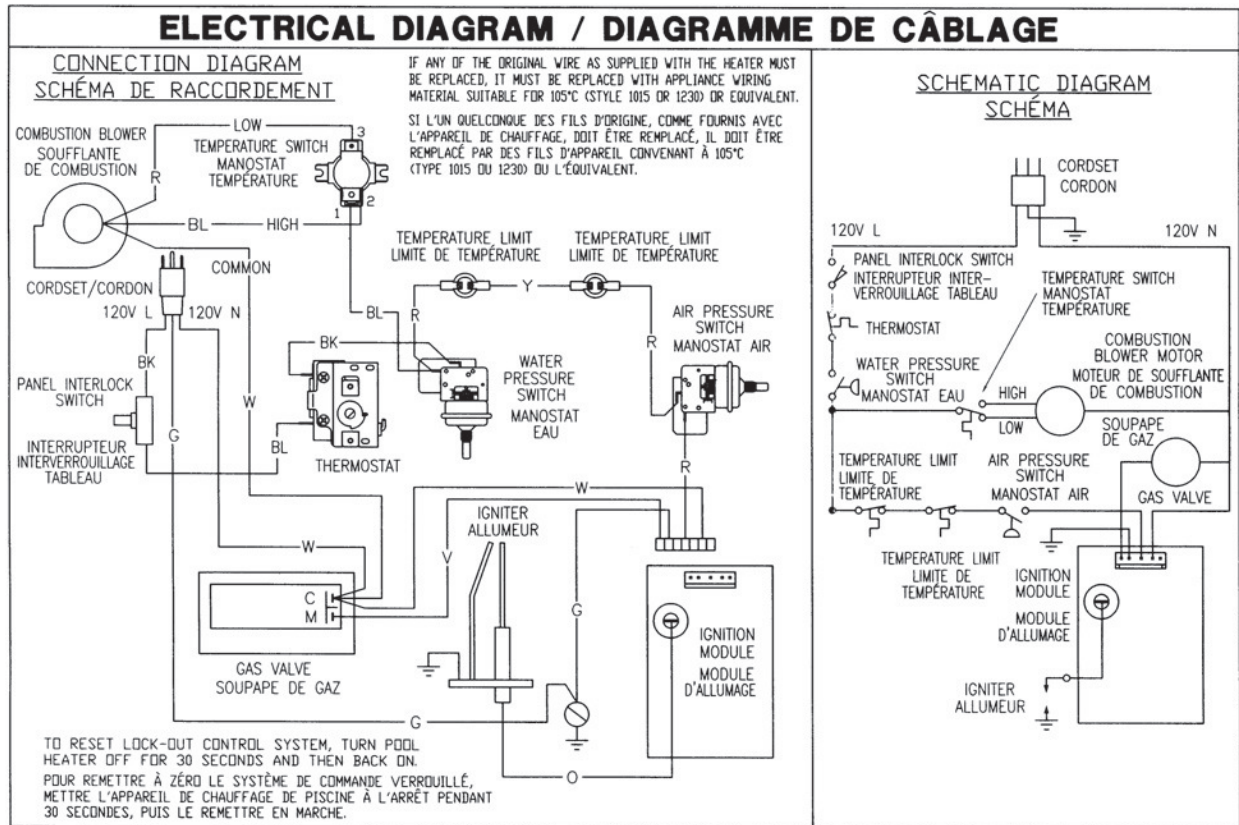 ELECTRICAL DIAGRAM / DIAGRAMME DE CÂBLAGE
CONNECTION DIAGRAM
SCHÉMA DE RACCORDEMENT
IF ANY OF THE ORIGINAL WIRE AS SUPPLIED WITH THE HEATER MUST
BE REPLACED, IT MUST BE REPLACED WITH APPLIANCE WIRING
MATERIAL SUITABLE FOR 105°C (STYLE 1015 OR 1230) OR EQUIVALENT.
SI L'UN QUELCONQUE DES FILS D'ORIGINE, COMME FOURNIS AVEC
L'APPAREIL DE CHAUFFAGE, DOIT ÊTRE REMPLACÉ, IL DOIT ÊTRE
REMPLACÉ PAR DES FILS D'APPAREIL CONVENANT À 105°C
(TYPE 1015 OU 1230) OU L'ÉQUIVALENT.
COMBUSTION BLOWER
SOUFFLANTE
DE COMBUSTION
LOW
3
TEMPERATURE SWITCH
MANOSTAT
TEMPÉRATURE
R
1
2
BL
HIGH
COMMON
CORDSET/CORDON
120V L
120V N
TEMPERATURE LIMIT
LIMITE DE TEMPÉRATURE
TEMPERATURE LIMIT
LIMITE DE TEMPÉRATURE
Y
BL
R
R
AIR PRESSURE
SWITCH
MANOSTAT AIR
BK
BK
WATER
PRESSURE
SWITCH
MANOSTAT
EAU
PANEL INTERLOCK
SWITCH
W
G
INTERRUPTEUR
INTERVERROUILLAGE
TABLEAU
BL
THERMOSTAT
R
W
IGNITER
ALLUMEUR
W
V
C
M
G
GAS VALVE
SOUPAPE DE GAZ
IGNITION
MODULE
MODULE
D'ALLUMAGE
G
O
TO RESET LOCK-OUT CONTROL SYSTEM, TURN POOL
HEATER OFF FOR 30 SECONDS AND THEN BACK ON.
POUR REMETTRE À ZÉRO LE SYSTÈME DE COMMANDE VERROUILLÉ,
METTRE L'APPAREIL DE CHAUFFAGE DE PISCINE À L'ARRÊT PENDANT
30 SECONDES, PUIS LE REMETTRE EN MARCHE.
SCHEMATIC DIAGRAM
SCHÉMA
CORDSET
CORDON
120V L
120V N
PANEL INTERLOCK SWITCH
INTERRUPTEUR INTER-
VERROUILLAGE TABLEAU
TEMPERATURE SWITCH
MANOSTAT
TEMPÉRATURE
THERMOSTAT
COMBUSTION
BLOWER MOTOR
MOTEUR DE SOUFFLANTE
DE COMBUSTION
WATER PRESSURE
SWITCH
MANOSTAT EAU
HIGH
LOW
SOUPAPE
DE GAZ
TEMPERATURE LIMIT
LIMITE DE
TEMPÉRATURE
AIR PRESSURE
SWITCH
MANOSTAT AIR
GAS VALVE
TEMPERATURE LIMIT
LIMITE DE
TEMPÉRATURE
IGNITION
MODULE
MODULE
D'ALLUMAGE
IGNITER
ALLUMEUR